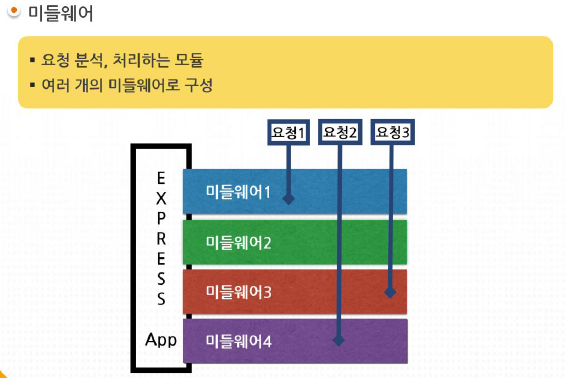 미들웨어
요청 분석, 처리하는 모듈
여러 개의 미들웨어로 구성
요청1 요청2 요청3
EXPRESS
App
미들웨어1
미들웨어2
미들웨어3
미들웨어4